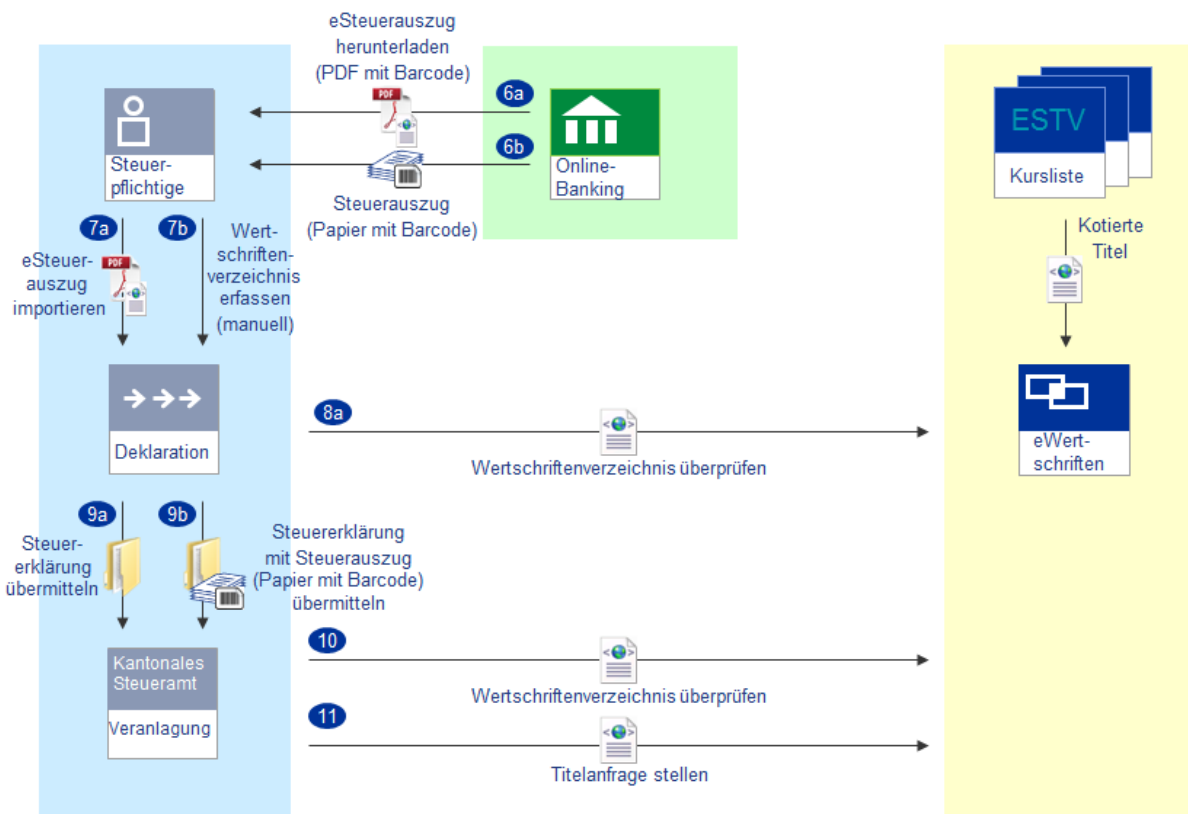 eSteuerauszug
herunterladen
(PDF mit Barcode)
PDF
6a
6b
Steuer-
pflichtige
Online-
Banking
Steuerauszug
(Papier mit Barcode)
ESTV
Kursliste
Kotierte
Titel
7a
7b
eSteuer-
auszug
importieren
PDF
Wert-
schriften-
verzeichnis
erfassen
(manuell)
Deklaration
8a
Wertschriftenverzeichnis überprüfen
eWert-
schriften
9a
9b
Steuer-
erklärung
übermitteln
Steuererklärung
mit Steuerauszug
(Papier mit Barcode)
übermitteln
Kantonales
Steueramt
Veranlagung
10
Wertschriftenverzeichnis überprüfen
11
Titelanfrage stellen